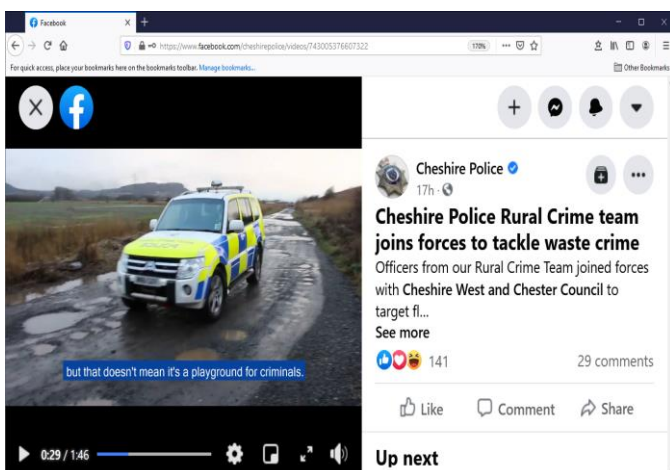 Facebook
https://www.facebook.com/cheshirepolice/videos/743005376607322
170%
For quick access, place your bookmarks here on the bookmarks toolbar. Manage bookmarks...
Other Bookmarks
Cheshire Police
17h
Cheshire Police Rural Crime team
joins forces to tackle waste crime
Officers from our Rural Crime Team joined forces
with Cheshire West and Chester Council to
target fl...
See more
141
29 comments
Like
Comment
Share
Up next
but that doesn't mean it's a playground for criminals.
0:29 / 1:46